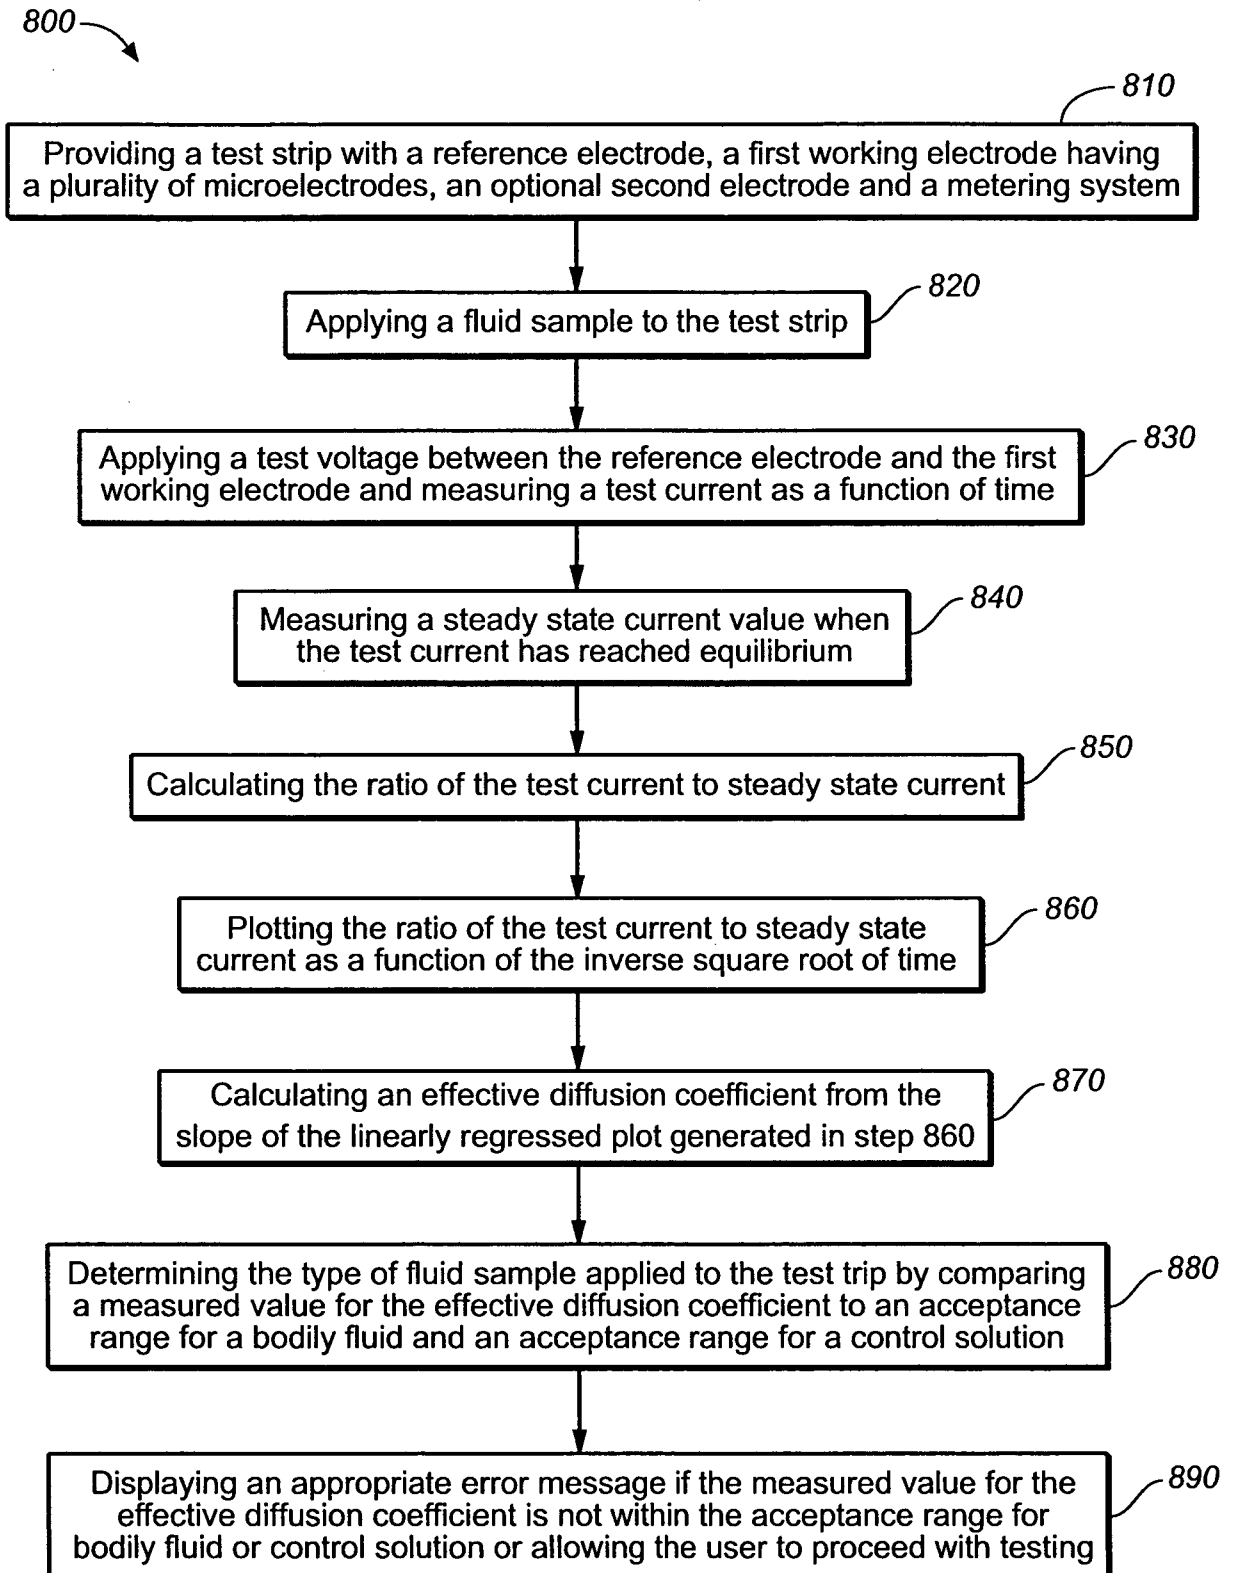 800
810
Providing a test strip with a reference electrode, a first working electrode having
a plurality of microelectrodes, an optional second electrode and a metering system
820
Applying a fluid sample to the test strip
830
Applying a test voltage between the reference electrode and the first
working electrode and measuring a test current as a function of time
840
Measuring a steady state current value when
the test current has reached equilibrium
850
Calculating the ratio of the test current to steady state current
860
Plotting the ratio of the test current to steady state
current as a function of the inverse square root of time
870
Calculating an effective diffusion coefficient from the
slope of the linearly regressed plot generated in step 860
880
Determining the type of fluid sample applied to the test trip by comparing
a measured value for the effective diffusion coefficient to an acceptance
range for a bodily fluid and an acceptance range for a control solution
890
Displaying an appropriate error message if the measured value for the
effective diffusion coefficient is not within the acceptance range for
bodily fluid or control solution or allowing the user to proceed with testing